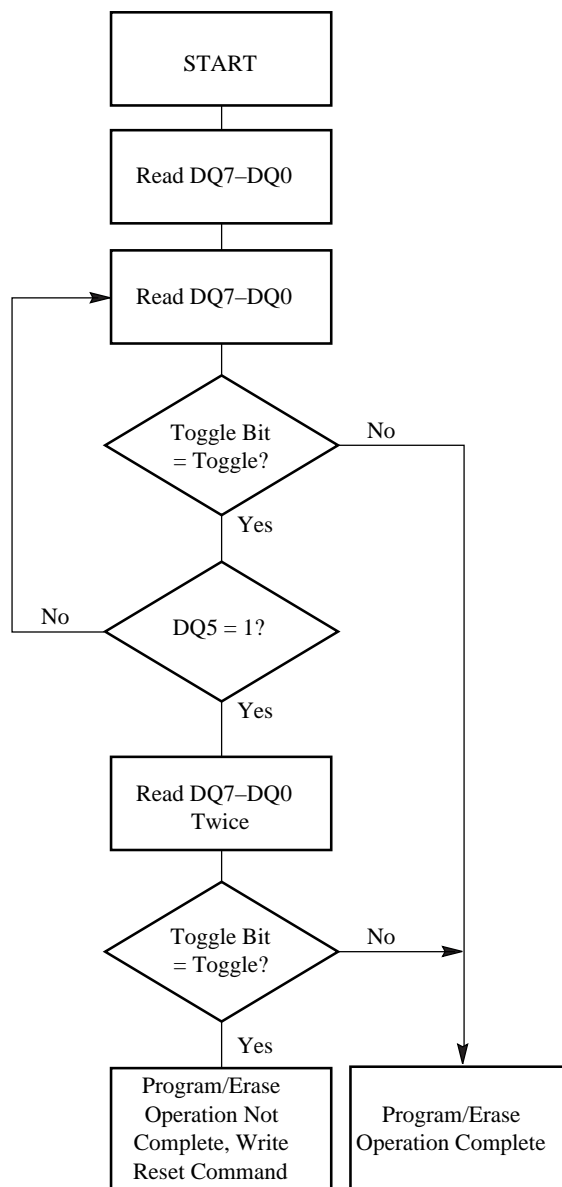 START
Read DQ7–DQ0
Read DQ7–DQ0
Toggle Bit
= Toggle?
No
Yes
No
DQ5 = 1?
Yes
Read DQ7–DQ0
Twice
Toggle Bit
= Toggle?
No
Yes
Program/Erase
Operation Not
Complete, Write
Reset Command
Program/Erase
Operation Complete